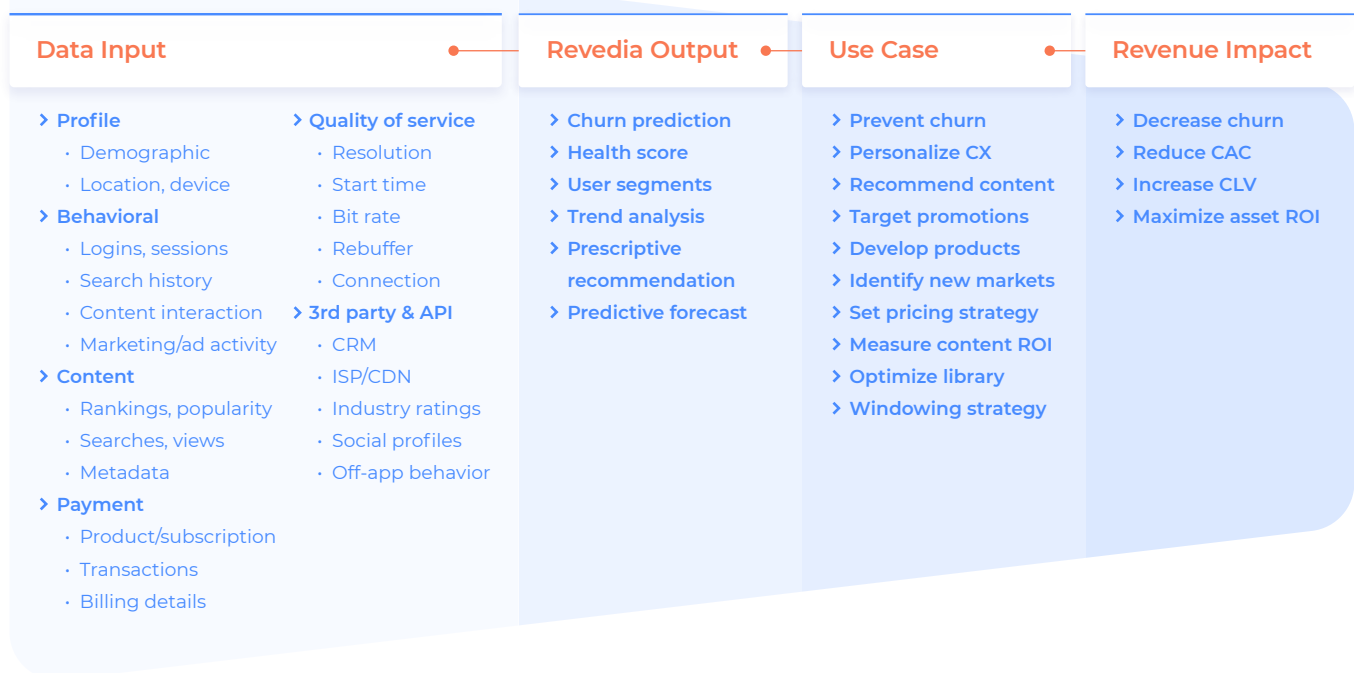 Data Input
Profile
Demographic
Location, device
Behavioral
Logins, sessions
Search history
Content interaction
Marketing/ad activity
Content
Rankings, popularity
Searches, views
Metadata
Payment
Product/subscription
Transactions
Billing details
Quality of service
Resolution
Start time
Bit rate
Rebuffer
Connection
3rd party & API
CRM
ISP/CDN
Industry ratings
Social profiles
Off-app behavior
Revedia Output
Churn prediction
Health score
User segments
Trend analysis
Prescriptive
recommendation
Predictive forecast
Use Case
Prevent churn
Personalize CX
Recommend content
Target promotions
Develop products
Identify new markets
Set pricing strategy
Measure content ROI
Optimize library
Windowing strategy
Revenue Impact
Decrease churn
Reduce CAC
Increase CLV
Maximize asset ROI